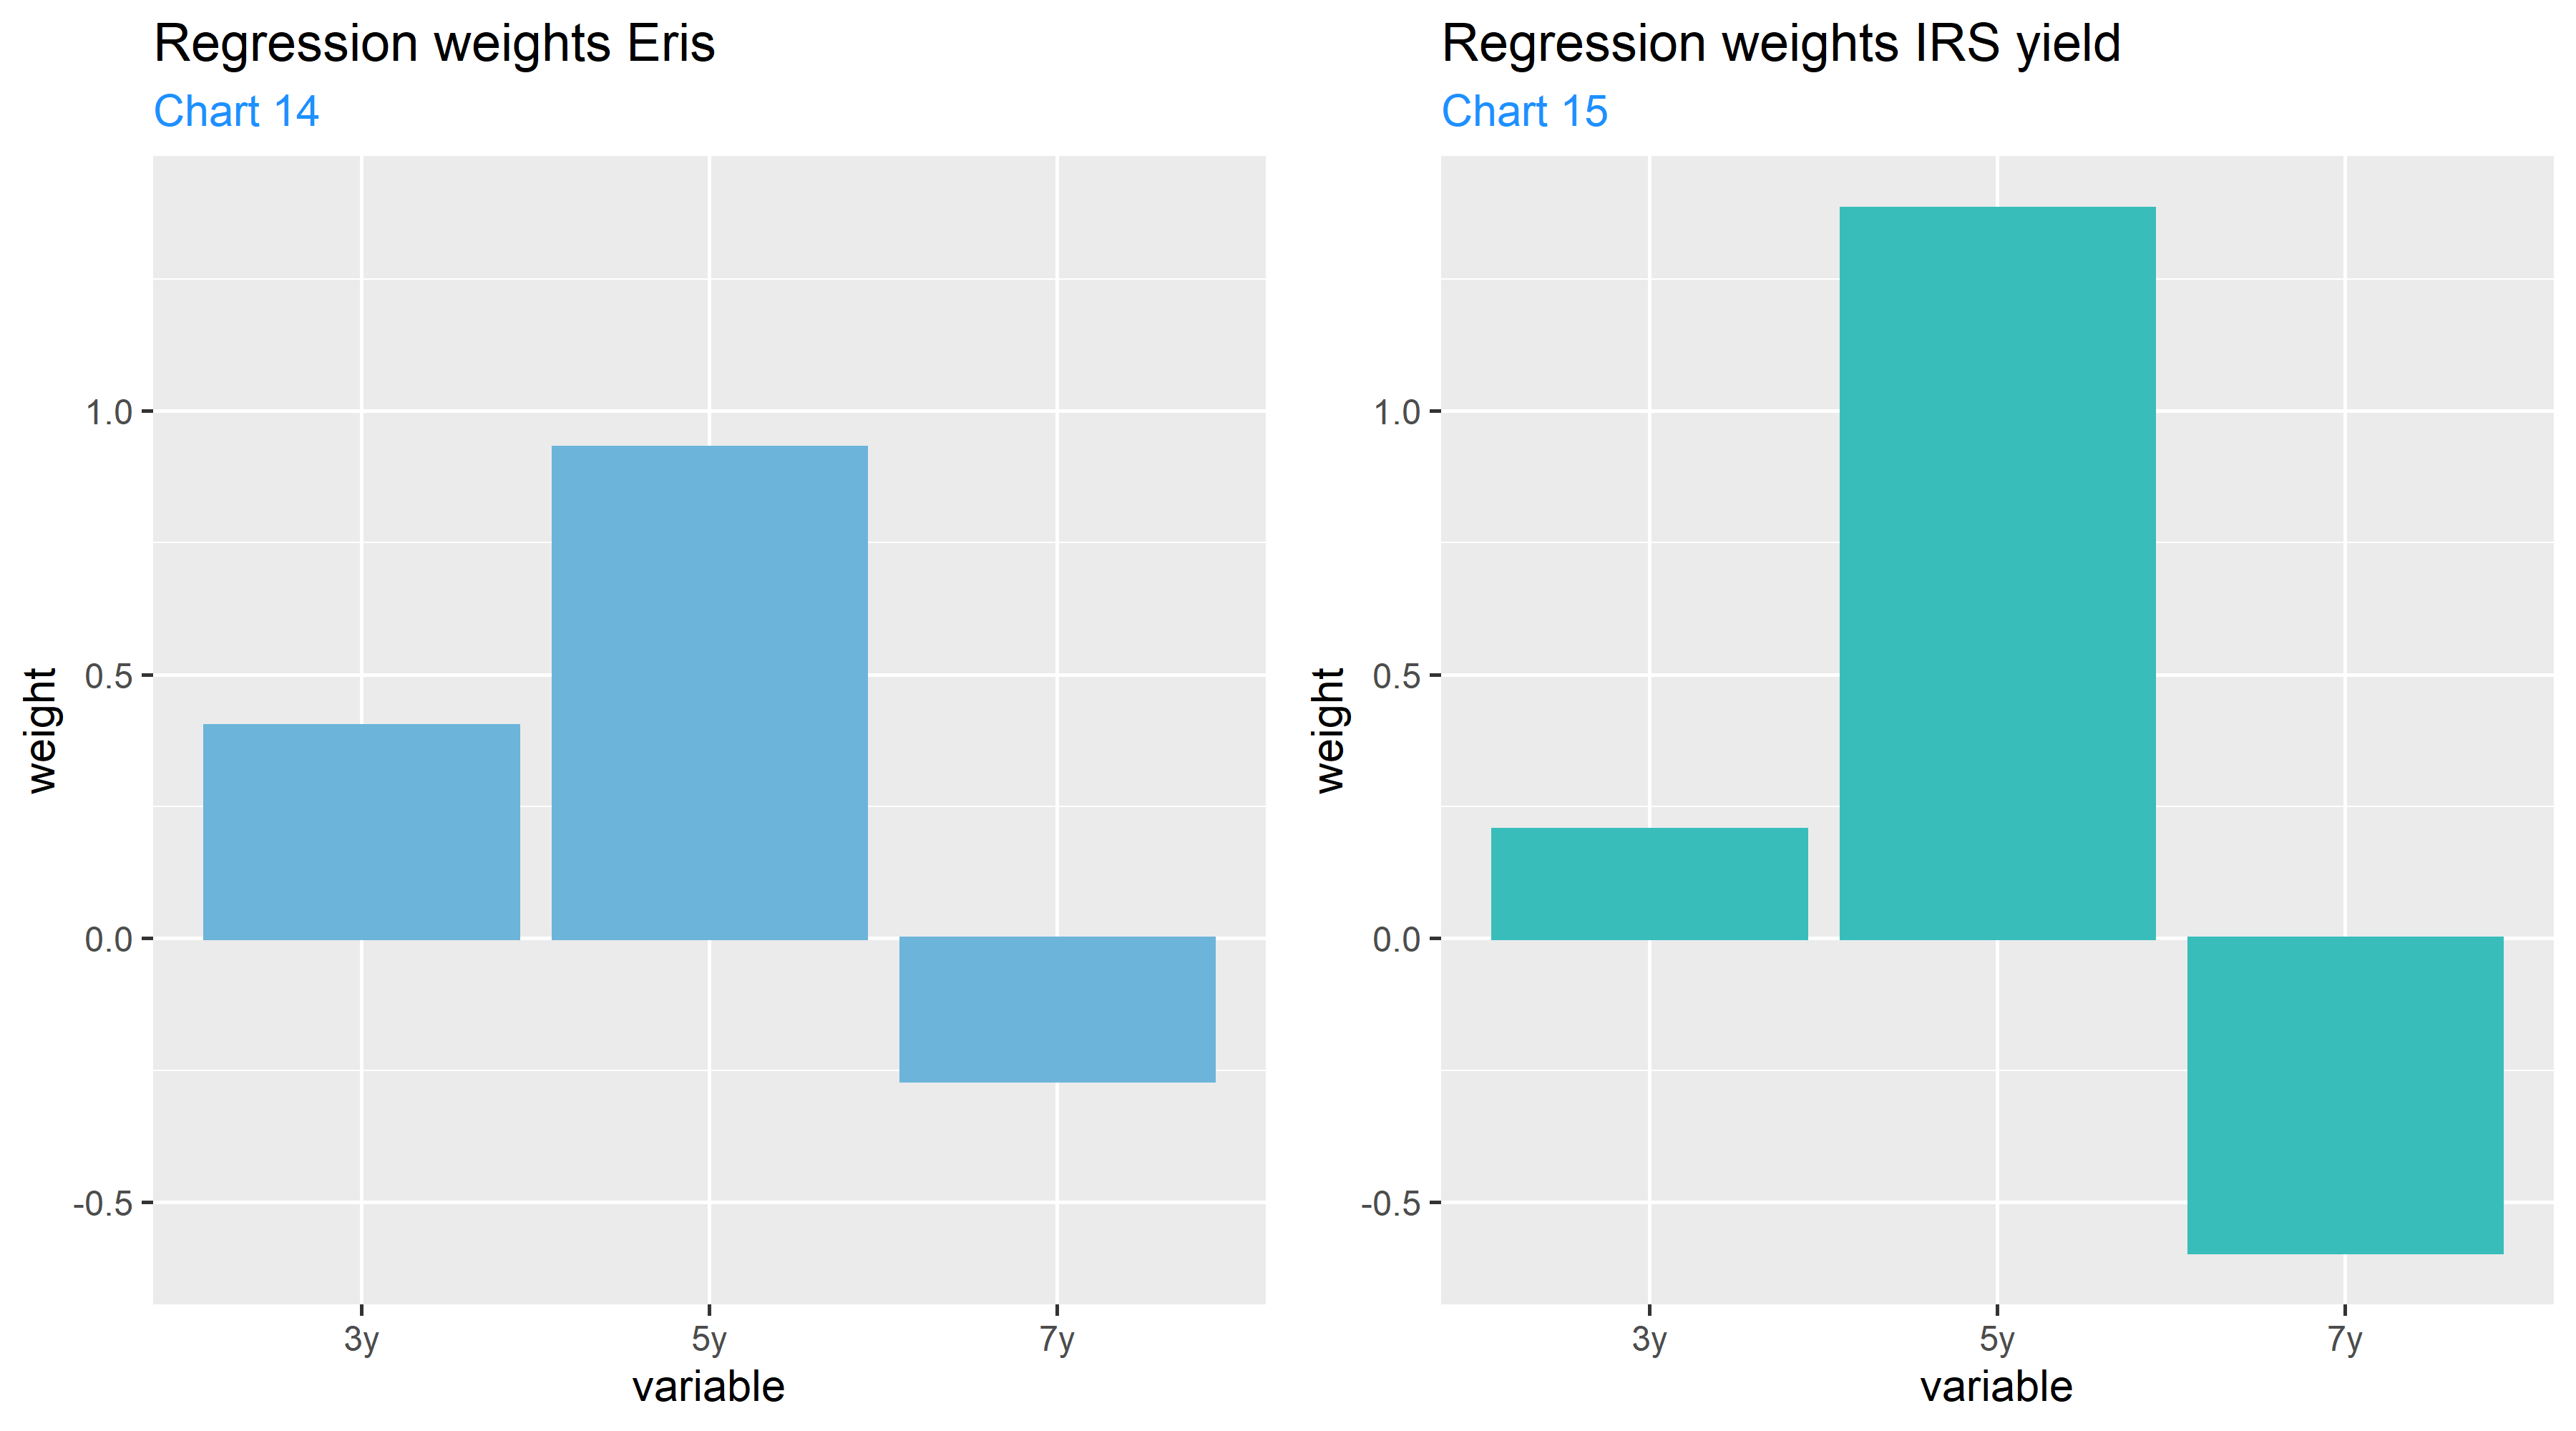 Regression weights Eris
Chart 14
1.0
0.5
0.0
-0.5
weight
3y 5y 7y
variable
Regression weights IRS yield
Chart 15
1.0
0.5
0.0
-0.5
weight
3y 5y 7y
variable